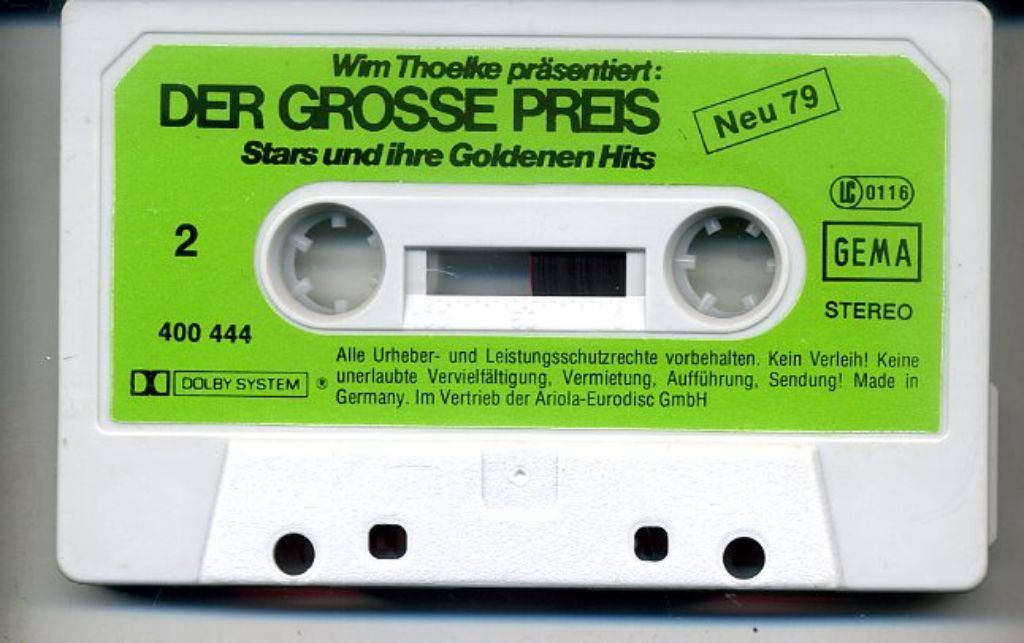 Wim Thoelke präsentiert:
DER GROSSE PREIS
Stars und ihre Goldenen Hits
Neu 79
LC 0116
2
GEMA
STEREO
400 444
DOLBY SYSTEM ®
Alle Urheber- und Leistungsschutzrechte vorbehalten. Kein Verleih! Keine
unerlaubte Vervielfältigung, Vermietung, Aufführung, Sendung! Made in
Germany. Im Vertrieb der Ariola-Eurodisc GmbH